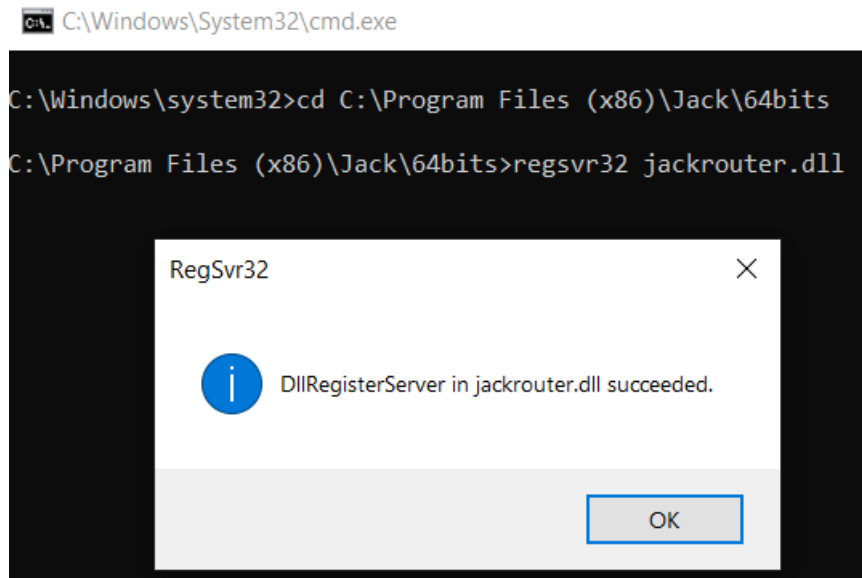 C:\Windows\System32\cmd.exe
C:\Windows\system32>cd C:\Program Files (x86)\Jack\64bits
C:\Program Files (x86)\Jack\64bits>regsvr32 jackrouter.dll
RegSvr32
DllRegisterServer in jackrouter.dll succeeded.
OK